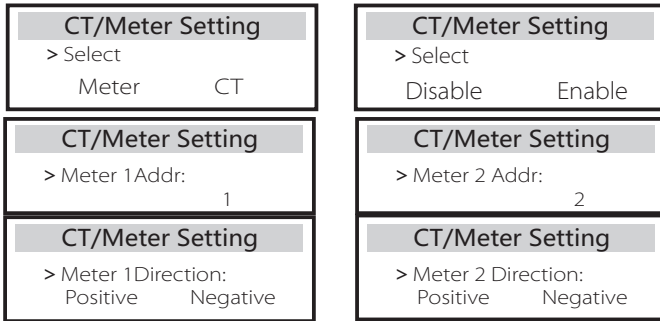 CT/Meter Setting
> Select
Meter CT
CT/Meter Setting
> Select
Disable Enable
CT/Meter Setting
> Meter 1Addr:
1
CT/Meter Setting
> Meter 2 Addr:
2
CT/Meter Setting
> Meter 1Direction:
Positive Negative
CT/Meter Setting
> Meter 2 Direction:
Positive Negative